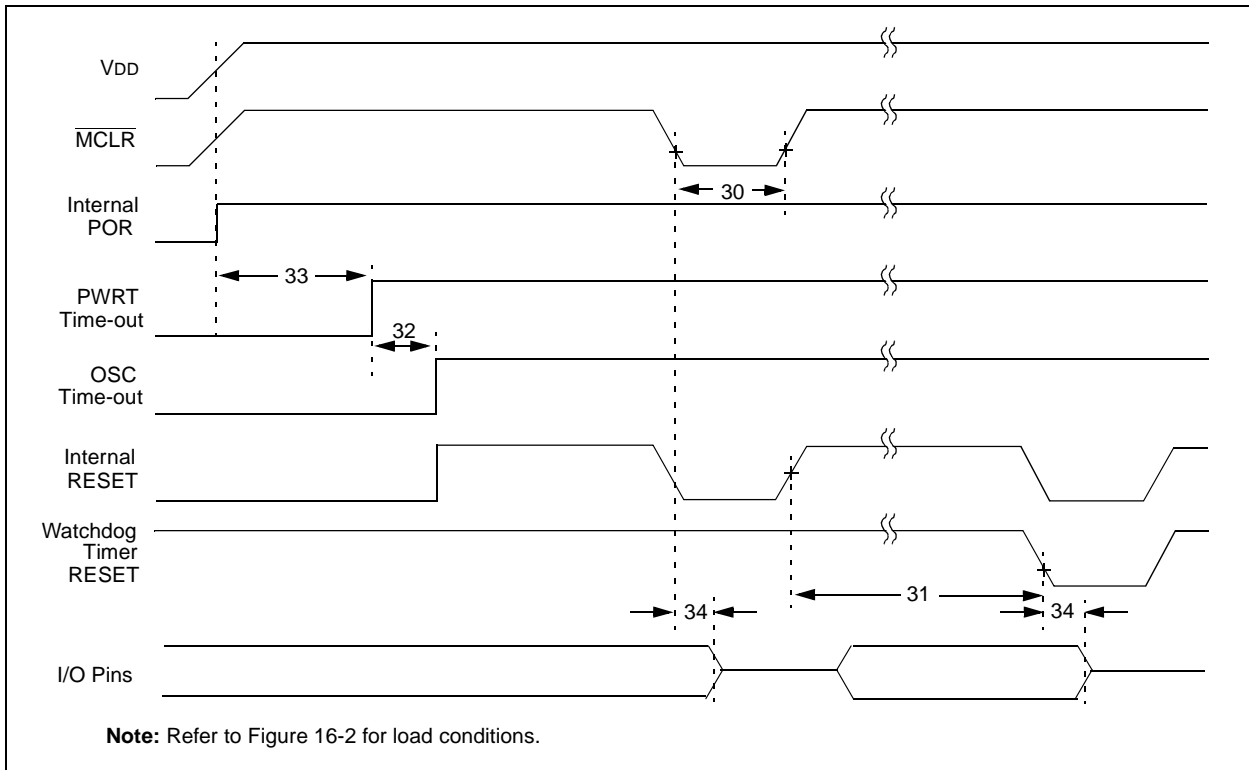 VDD
MCLR
30
Internal
POR
33
PWRT
Time-out
32
OSC
Time-out
Internal
RESET
Watchdog
Timer
RESET
31
34
34
I/O Pins
Note: Refer to Figure 16-2 for load conditions.